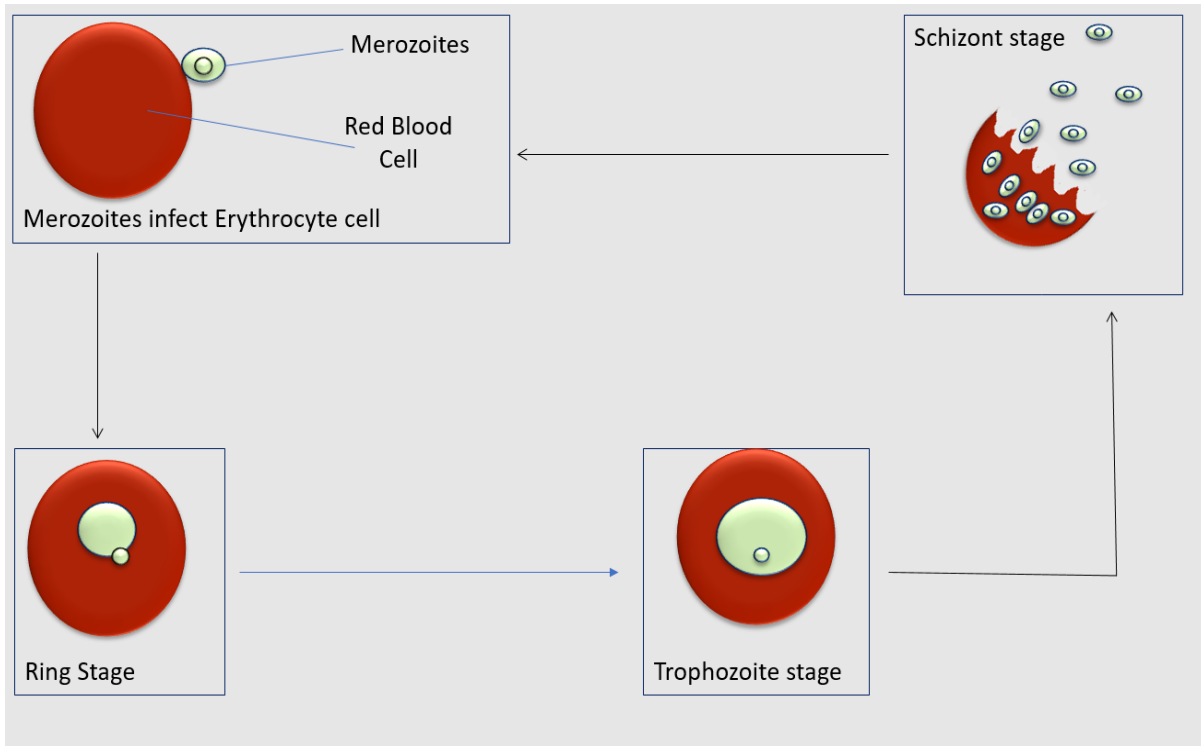 Merozoites
Red Blood
Cell
Merozoites infect Erythrocyte cell
Schizont stage
Ring Stage
Trophozoite stage